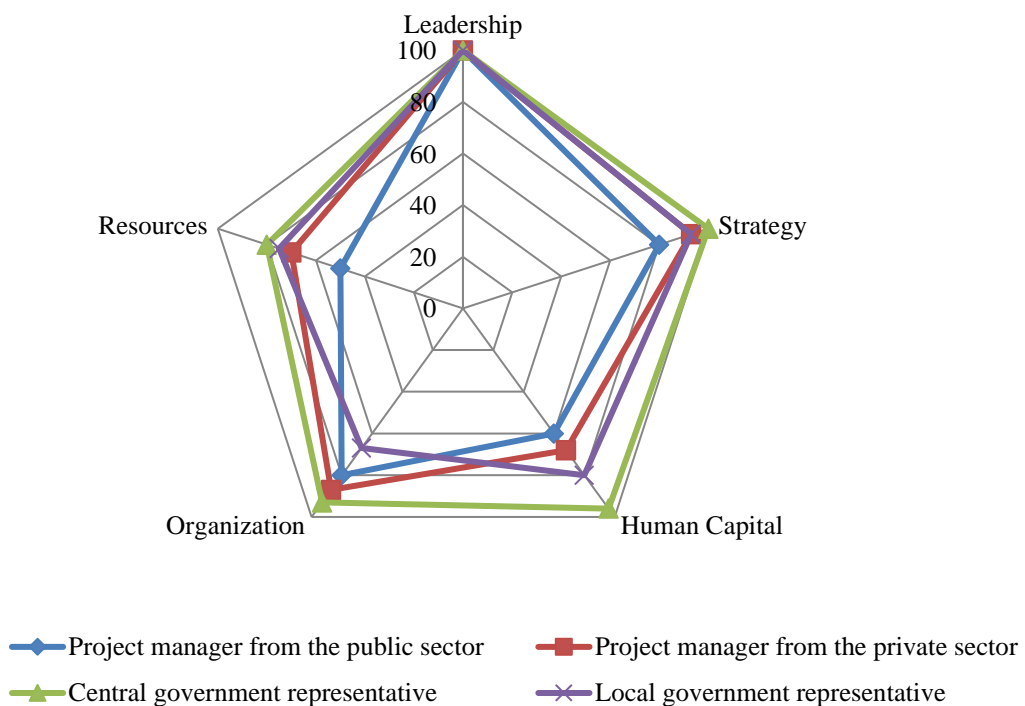 Leadership
100
80
60
40
20
0
Resources
Strategy
Organization
Human Capital
Project manager from the public sector
Project manager from the private sector
Central government representative
Local government representative